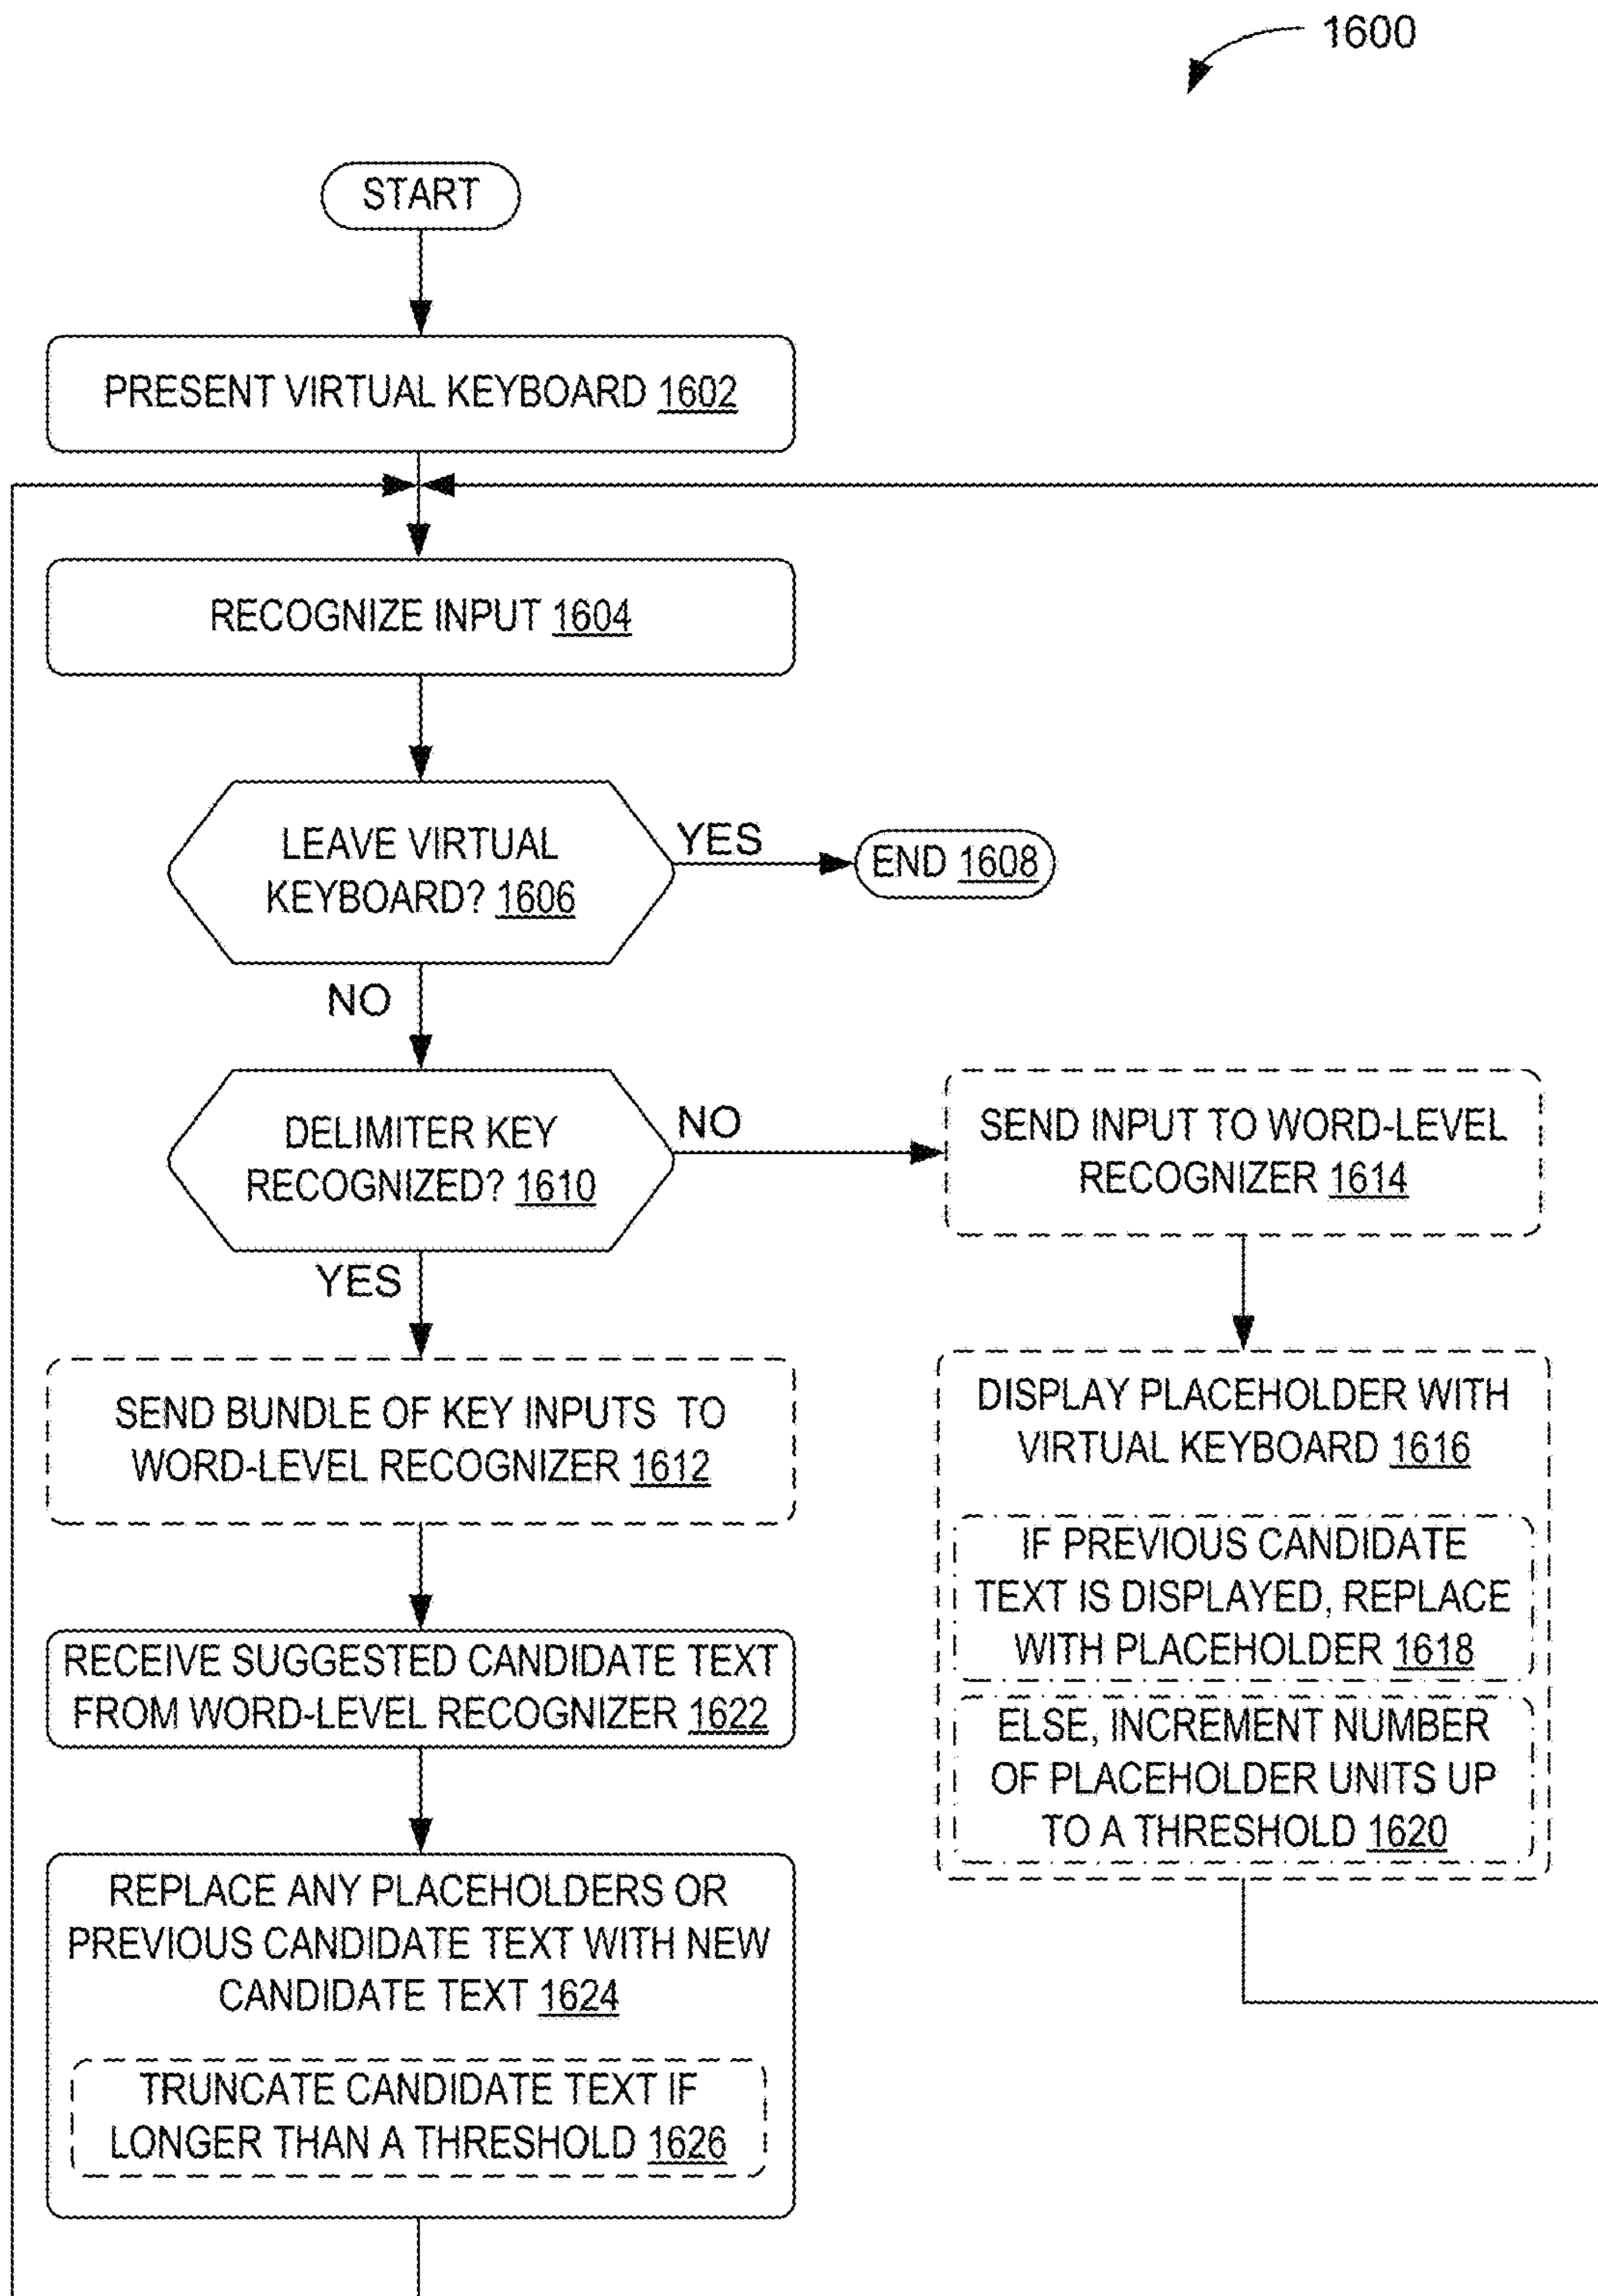 1600
START
PRESENT VIRTUAL KEYBOARD 1602
RECOGNIZE INPUT 1604
LEAVE VIRTUAL
KEYBOARD? 1606
YES
END 1608
NO
DELIMITER KEY
RECOGNIZED? 1610
NO
SEND INPUT TO WORD-LEVEL
RECOGNIZER 1614
YES
SEND BUNDLE OF KEY INPUTS TO
WORD-LEVEL RECOGNIZER 1612
DISPLAY PLACEHOLDER WITH
VIRTUAL KEYBOARD 1616
IF PREVIOUS CANDIDATE
TEXT IS DISPLAYED, REPLACE
WITH PLACEHOLDER 1618
ELSE, INCREMENT NUMBER
OF PLACEHOLDER UNITS UP
TO A THRESHOLD 1620
RECEIVE SUGGESTED CANDIDATE TEXT
FROM WORD-LEVEL RECOGNIZER 1622
REPLACE ANY PLACEHOLDERS OR
PREVIOUS CANDIDATE TEXT WITH NEW
CANDIDATE TEXT 1624
TRUNCATE CANDIDATE TEXT IF
LONGER THAN A THRESHOLD 1626